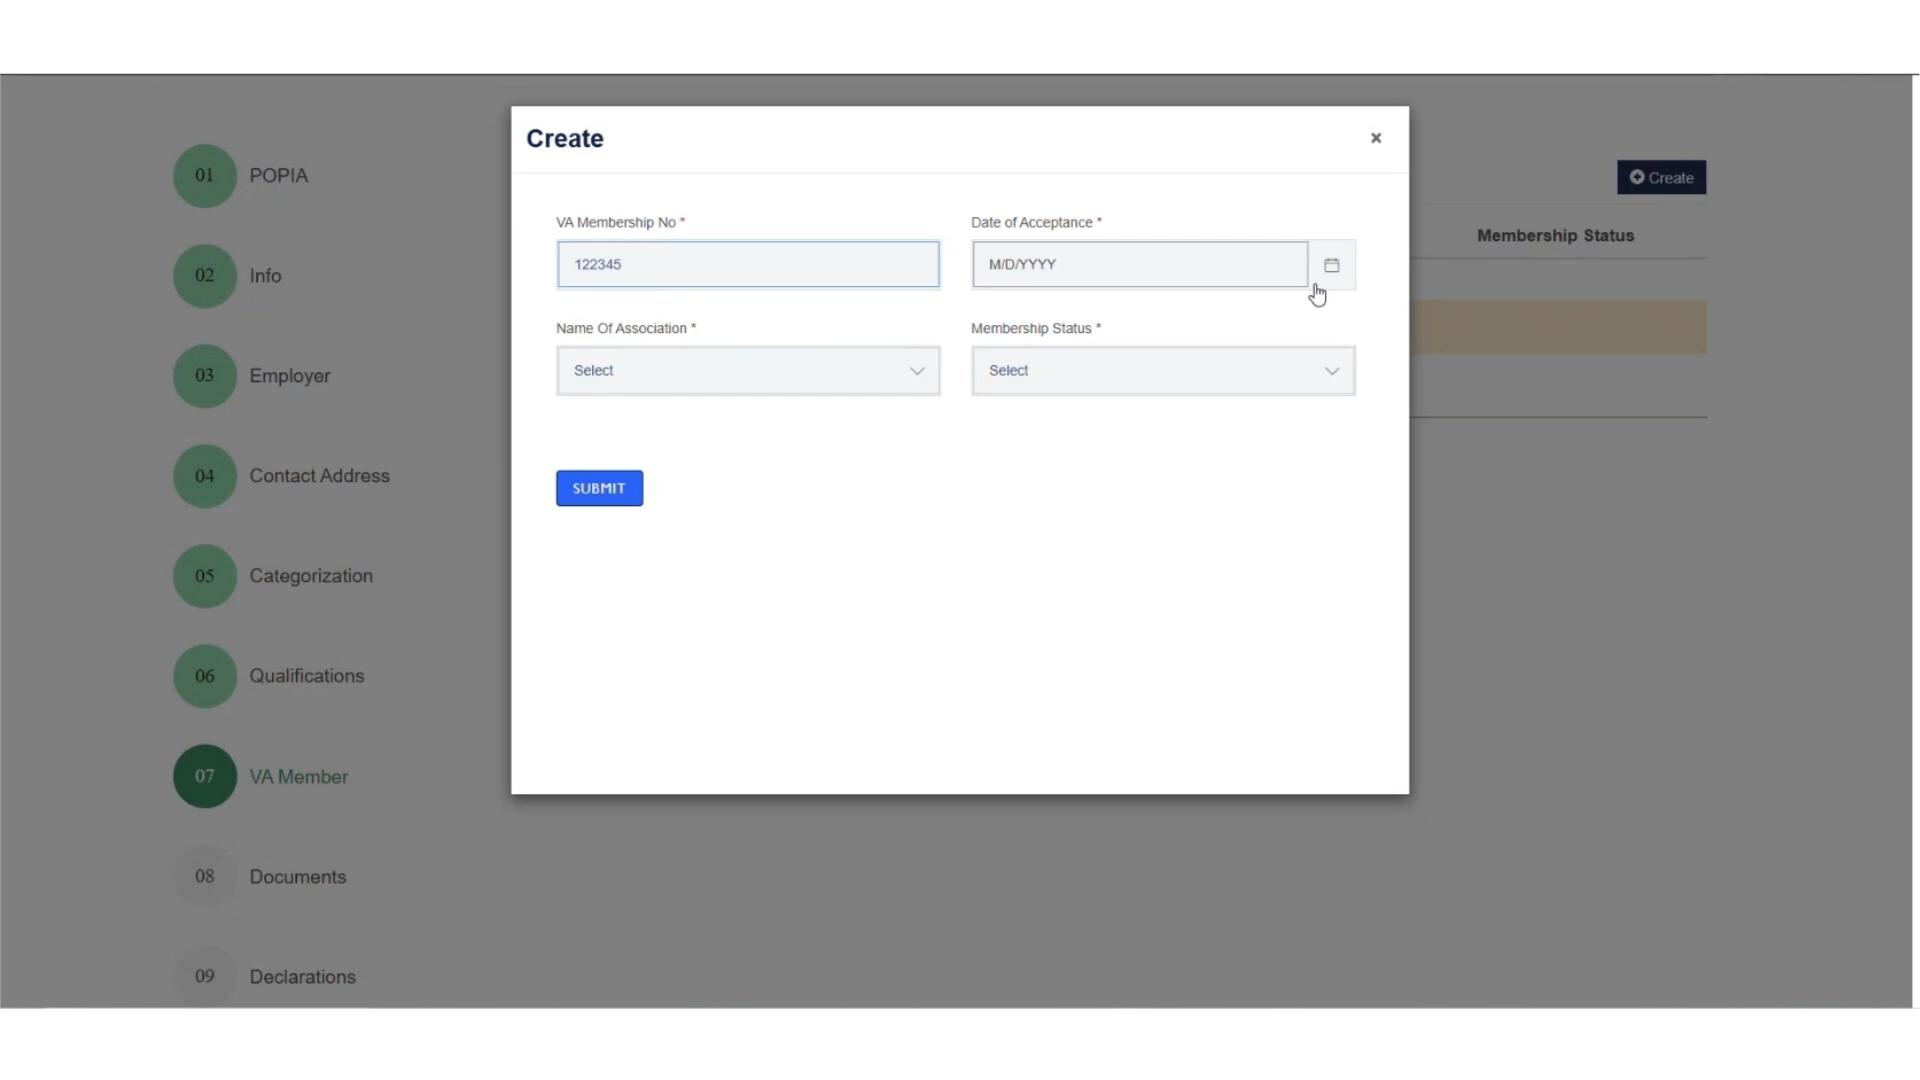 Create
×
VA Membership No *
122345
Date of Acceptance *
M/D/YYYY
Name Of Association *
Select
Membership Status *
Select
SUBMIT
01 POPIA
02 Info
03 Employer
04 Contact Address
05 Categorization
06 Qualifications
07 VA Member
08 Documents
09 Declarations
Create
Membership Status